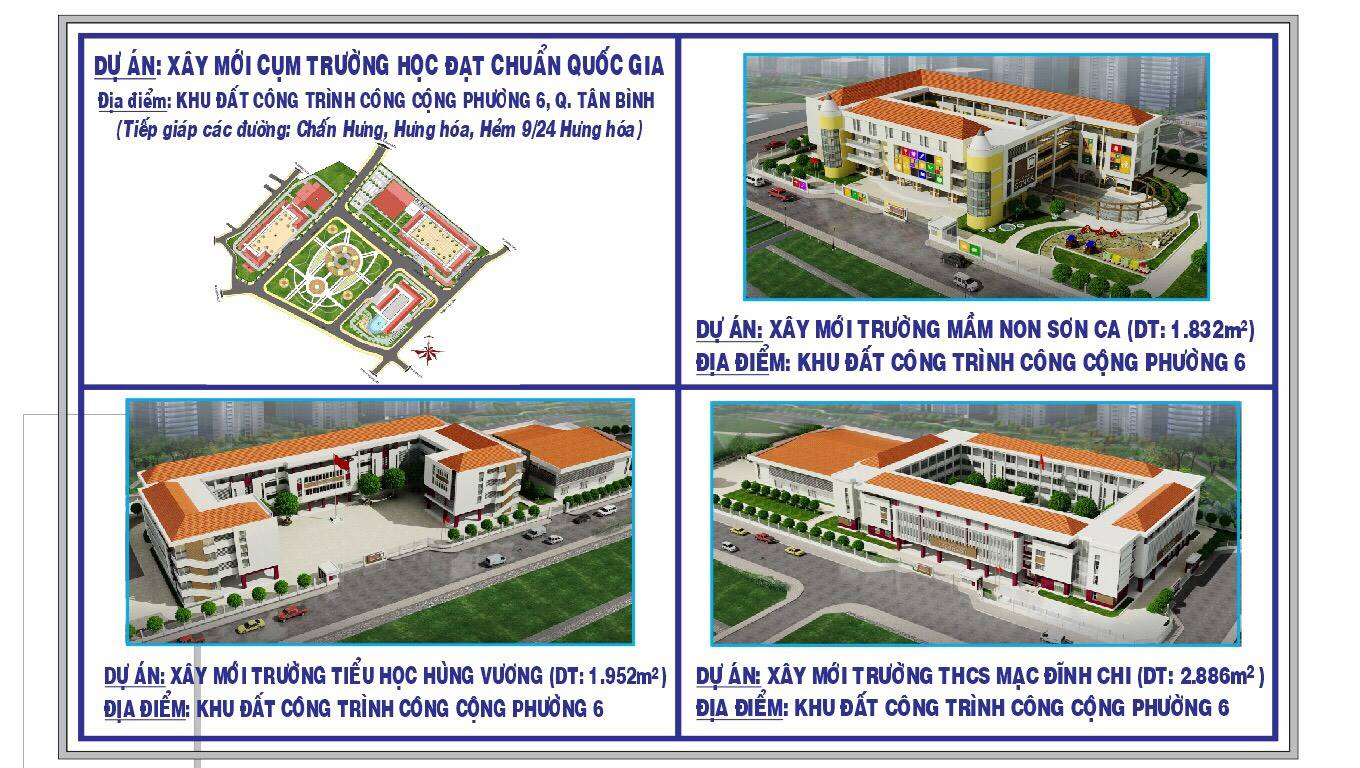 DỰ ÁN: XÂY MỚI CỤM TRƯỜNG HỌC ĐẠT CHUẨN QUỐC GIA
Địa điểm: KHU ĐẤT CÔNG TRÌNH CÔNG CỘNG PHƯỜNG 6, Q. TÂN BÌNH
(Tiếp giáp các đường: Chấn Hưng, Hưng hóa, Hẻm 9/24 Hưng hóa)
DỰ ÁN: XÂY MỚI TRƯỜNG MẦM NON SƠN CA (DT: 1.832m²)
ĐỊA ĐIỂM: KHU ĐẤT CÔNG TRÌNH CÔNG CỘNG PHƯỜNG 6
DỰ ÁN: XÂY MỚI TRƯỜNG TIỂU HỌC HÙNG VƯƠNG (DT: 1.952m²)
ĐỊA ĐIỂM: KHU ĐẤT CÔNG TRÌNH CÔNG CỘNG PHƯỜNG 6
DỰ ÁN: XÂY MỚI TRƯỜNG THCS MẠC ĐĨNH CHI (DT: 2.886m² )
ĐỊA ĐIỂM: KHU ĐẤT CÔNG TRÌNH CÔNG CỘNG PHƯỜNG 6